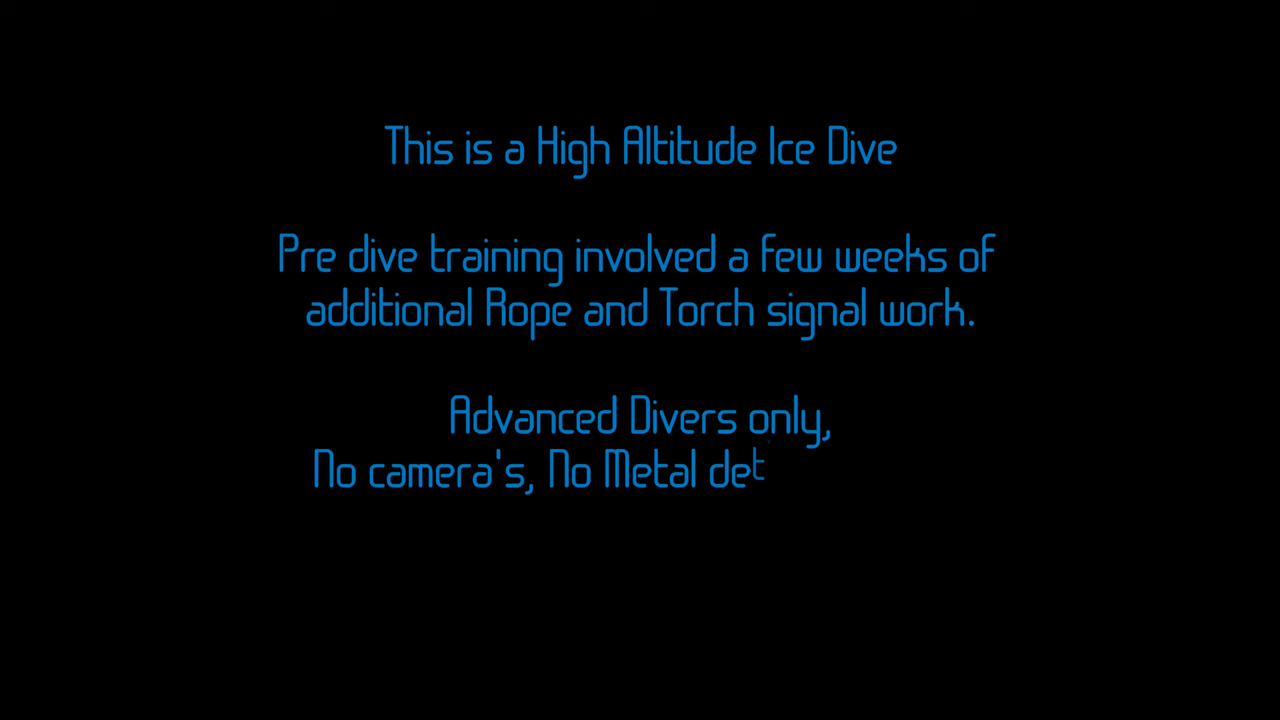 This is a High Altitude Ice Dive
Pre dive training involved a few weeks of
additional Rope and Torch signal work.
Advanced Divers only,
No camera's, No Metal det